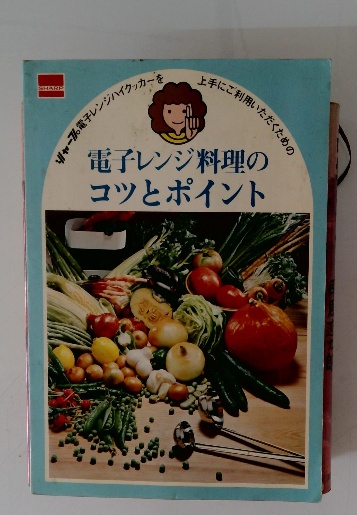 SHARP
シャープ電子レンジハイクッカーを
上手にご利用いただくための
電子レンジ料理の
コツとポイント